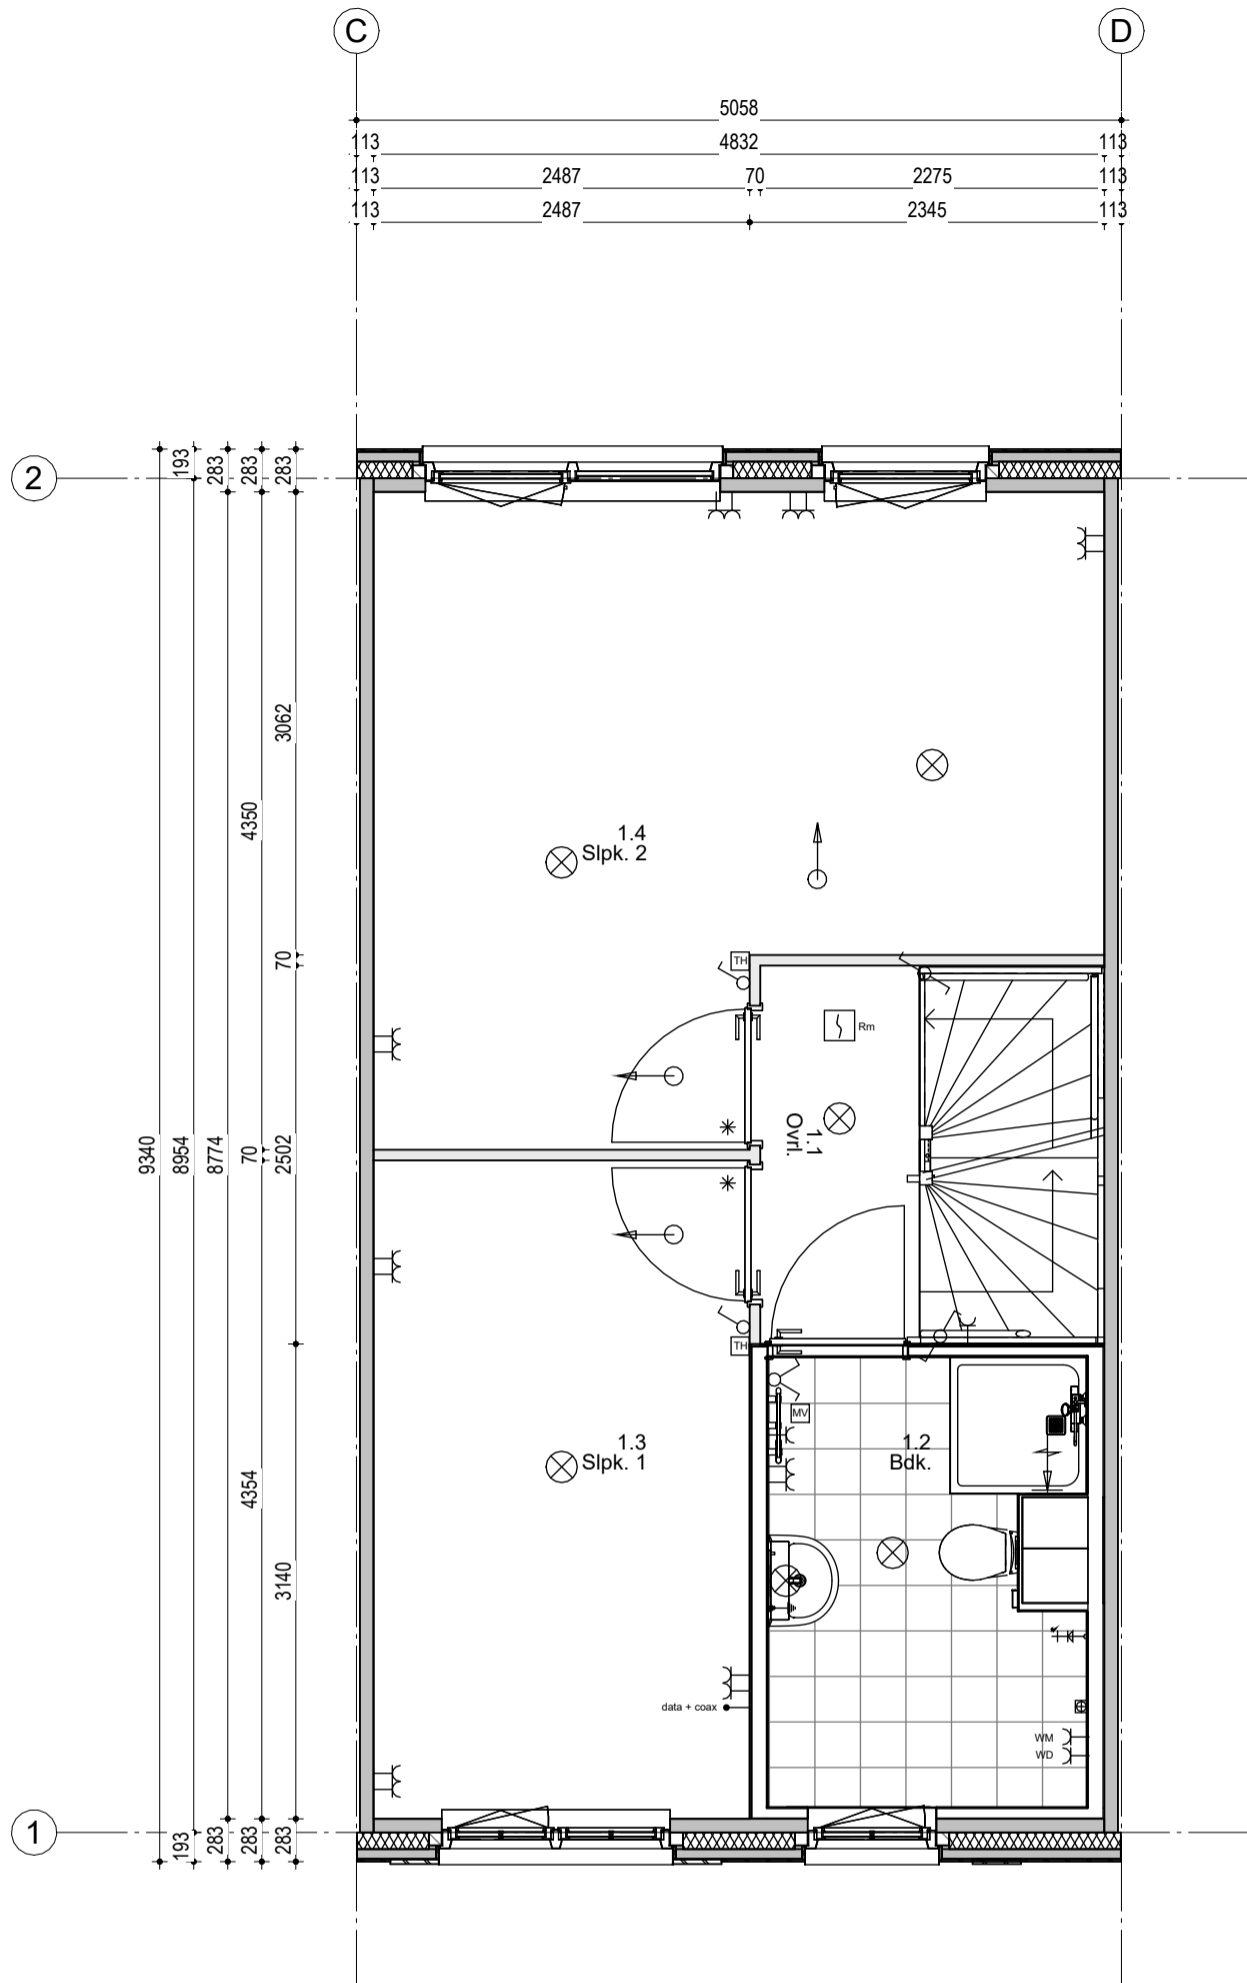 C
D
5058
113
4832
113
113
2487
70
2275
113
113
2487
2345
113
2
193
283
283
283
3062
4350
1.4
Slpk. 2
70
TH
Rm
1.1
Ovrl.
9340
8954
8774
70
2502
TH
MV
1.3
Slpk. 1
1.2
Bdk.
4354
3140
data + coax
WM
WD
1
193
283
283
283